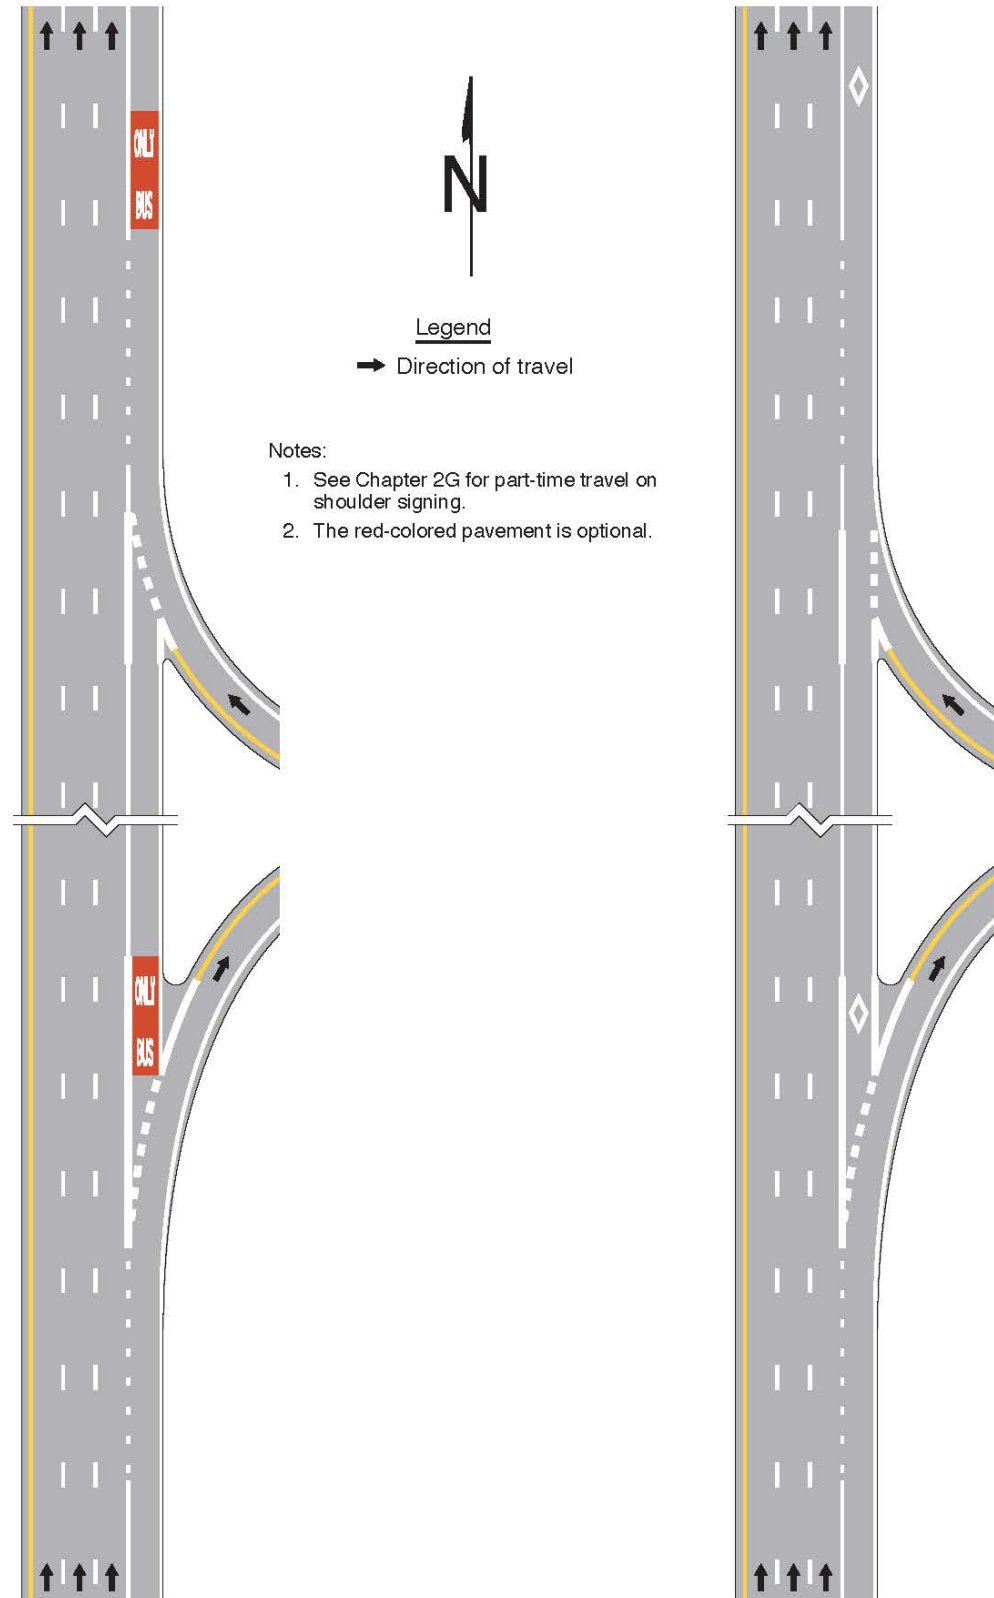 ONLY
BUS
N
Legend
Direction of travel
Notes:
1. See Chapter 2G for part-time travel on
shoulder signing.
2. The red-colored pavement is optional.
ONLY
BUS